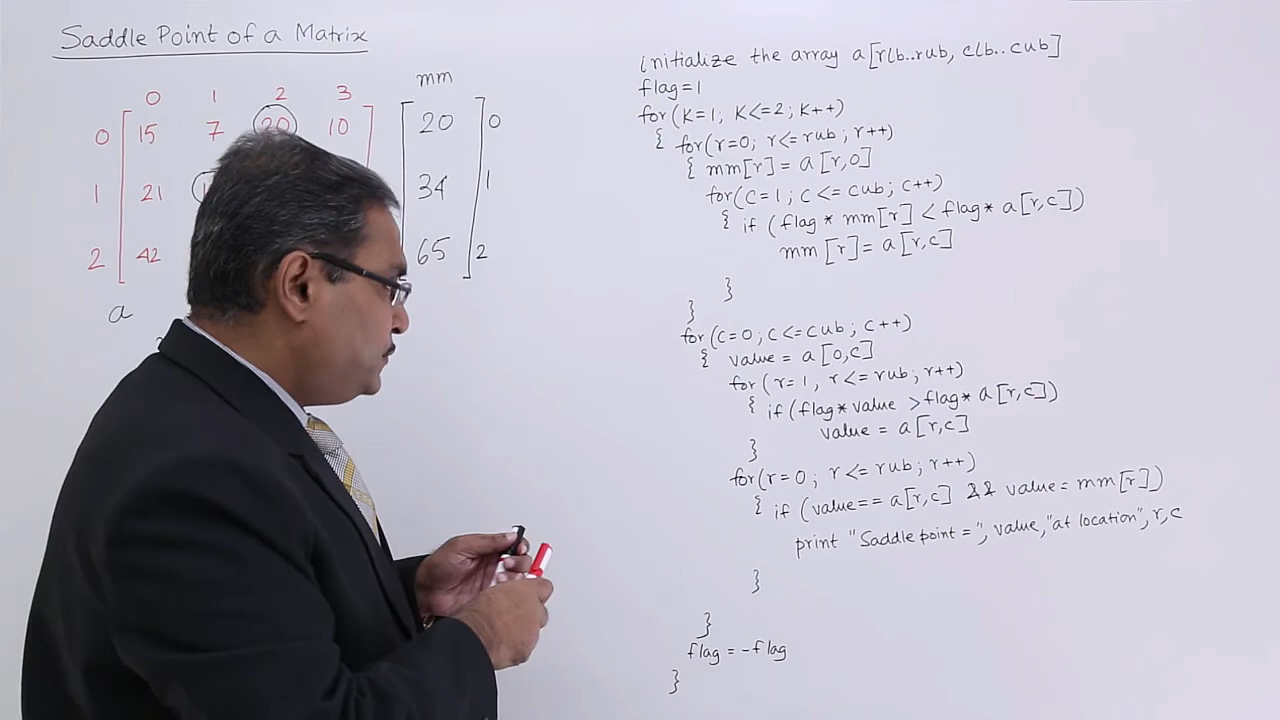 Saddle Point of a Matrix
mm
0 1 2 3
0 15 7 20 10 20 0
1 21 34 1
2 42 65 2
a
initialize the array a[rlb..rub, clb..cub]
flag=1
for(K=1; K<=2; K++)
{ for(r=0; r<=rub; r++)
{ mm[r] = a[r,0]
for(c=1; c<=cub; c++)
{ if (flag * mm[r] < flag* a[r,c])
mm[r] = a[r,c]
}
}
for(c=0; c<=cub; c++)
{ value = a[0,c]
for(r=1, r<=rub; r++)
{ if(flag*value >flag* a[r,c])
value = a[r,c]
}
for(r=0; r<=rub; r++)
{ if (value== a[r,c] && value= mm[r])
print "Saddle point =", value, "at location", r, c
}
}
flag = -flag
}